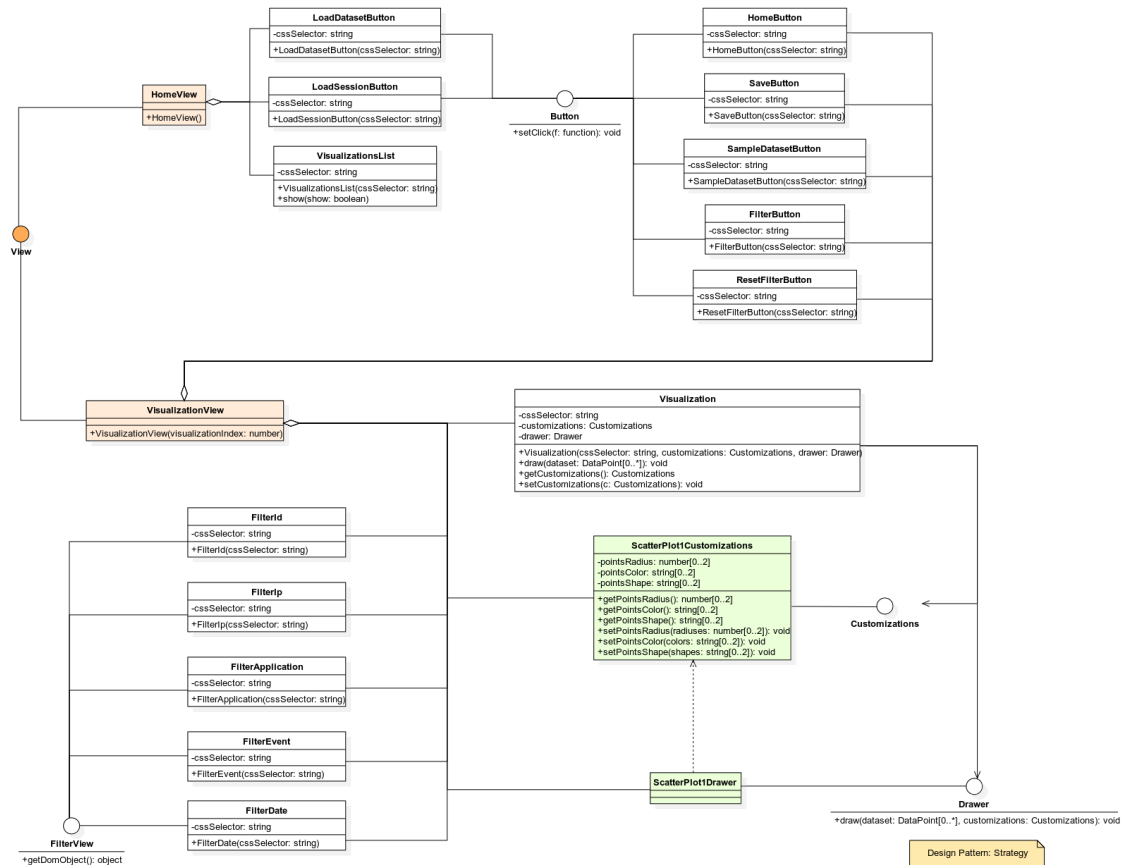 LoadDatasetButton
-cssSelector: string
+LoadDatasetButton(cssSelector: string)
HomeButton
-cssSelector: string
+HomeButton(cssSelector: string)
HomeView
+HomeView()
LoadSessionButton
-cssSelector: string
+LoadSessionButton(cssSelector: string)
Button
+setClick(f: function): void
SaveButton
-cssSelector: string
+SaveButton(cssSelector: string)
VisualizationsList
-cssSelector: string
+VisualizationsList(cssSelector: string)
+show(show: boolean)
SampleDatasetButton
-cssSelector: string
+SampleDatasetButton(cssSelector: string)
View
FilterButton
-cssSelector: string
+FilterButton(cssSelector: string)
ResetFilterButton
-cssSelector: string
+ResetFilterButton(cssSelector: string)
VisualizationView
+VisualizationView(visualizationIndex: number)
Visualization
-cssSelector: string
-customizations: Customizations
-drawer: Drawer
+Visualization(cssSelector: string, customizations: Customizations, drawer: Drawer)
+draw(dataset: DataPoint[0..*]): void
+getCustomizations(): Customizations
+setCustomizations(c: Customizations): void
FilterId
-cssSelector: string
+FilterId(cssSelector: string)
ScatterPlot1Customizations
-pointsRadius: number[0..2]
-pointsColor: string[0..2]
-pointsShape: string[0..2]
+getPointsRadius(): number[0..2]
+getPointsColor(): string[0..2]
+getPointsShape(): string[0..2]
+setPointsRadius(radiuses: number[0..2]): void
+setPointsColor(colors: string[0..2]): void
+setPointsShape(shapes: string[0..2]): void
Customizations
FilterIp
-cssSelector: string
+FilterIp(cssSelector: string)
FilterApplication
-cssSelector: string
+FilterApplication(cssSelector: string)
FilterEvent
-cssSelector: string
+FilterEvent(cssSelector: string)
ScatterPlot1Drawer
Drawer
+draw(dataset: DataPoint[0..*], customizations: Customizations): void
FilterDate
-cssSelector: string
+FilterDate(cssSelector: string)
FilterView
+getDomObject(): object
Design Pattern: Strategy